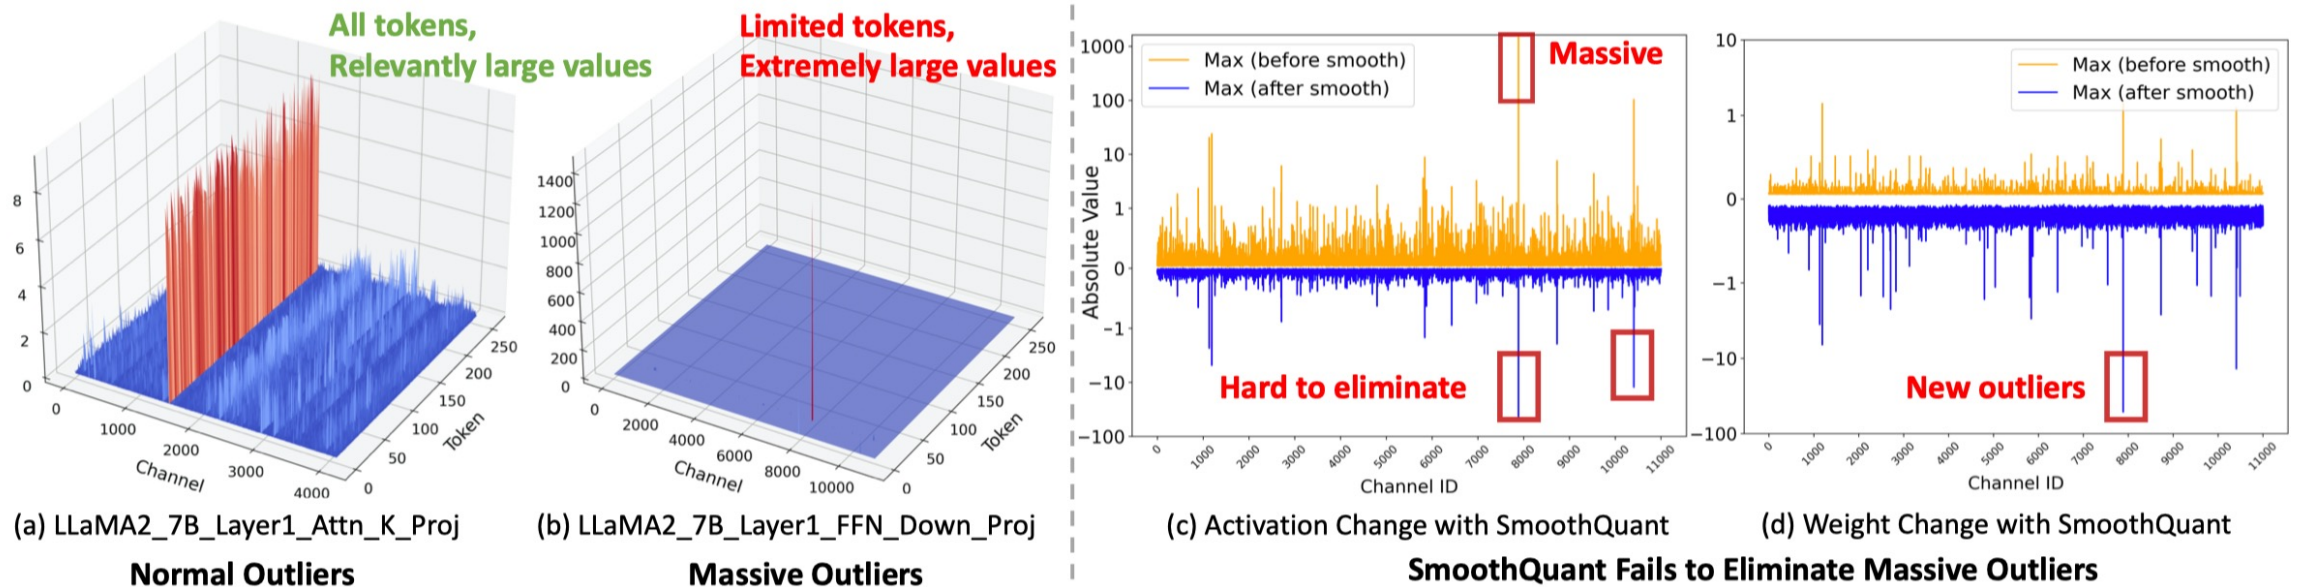 All tokens,
Relevantly large values
8
6
4
2
0
0
1000
2000
3000
4000
Channel
0
50
100
150
200
250
Token
(a) LLaMA2_7B_Layer1_Attn_K_Proj
Normal Outliers
Limited tokens,
Extremely large values
1400
1200
1000
800
600
400
200
0
0
2000
4000
6000
8000
10000
Channel
0
50
100
150
200
250
Token
(b) LLaMA2_7B_Layer1_FFN_Down_Proj
Massive Outliers
Max (before smooth)
Max (after smooth)
Massive
Hard to eliminate
Absolute Value
1000
100
10
1
0
−1
−10
−100
0
1000
2000
3000
4000
5000
6000
7000
8000
9000
10000
11000
Channel ID
(c) Activation Change with SmoothQuant
Max (before smooth)
Max (after smooth)
New outliers
10
1
0
−1
−10
−100
0
1000
2000
3000
4000
5000
6000
7000
8000
9000
10000
11000
Channel ID
(d) Weight Change with SmoothQuant
SmoothQuant Fails to Eliminate Massive Outliers